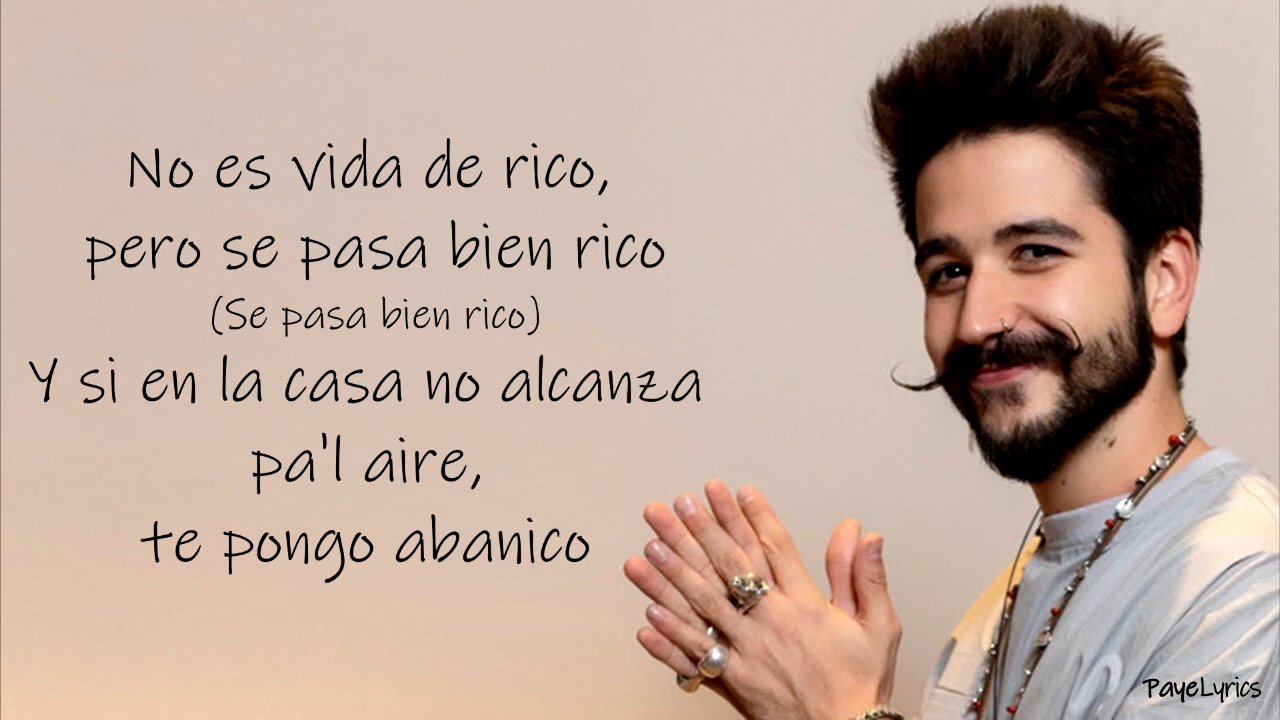 No es vida de rico,
pero se pasa bien rico
(Se pasa bien rico)
Y si en la casa no alcanza
pa'l aire,
te pongo abanico
PayeLyrics